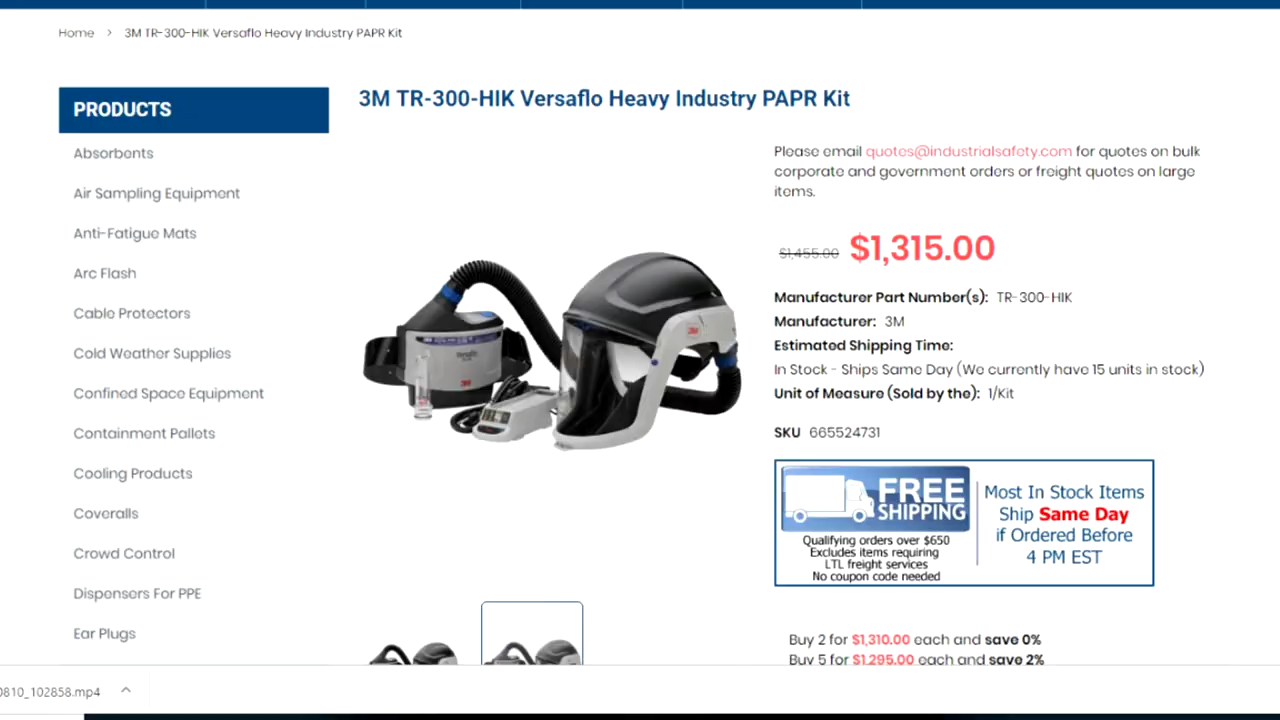 Home > 3M TR-300-HIK Versaflo Heavy Industry PAPR Kit
PRODUCTS
Absorbents
Air Sampling Equipment
Anti-Fatigue Mats
Arc Flash
Cable Protectors
Cold Weather Supplies
Confined Space Equipment
Containment Pallets
Cooling Products
Coveralls
Crowd Control
Dispensers For PPE
Ear Plugs
3M TR-300-HIK Versaflo Heavy Industry PAPR Kit
Please email quotes@industrialsafety.com for quotes on bulk
corporate and government orders or freight quotes on large
items.
$1,455.00 $1,315.00
Manufacturer Part Number(s): TR-300-HIK
Manufacturer: 3M
Estimated Shipping Time:
In Stock - Ships Same Day (We currently have 15 units in stock)
Unit of Measure (Sold by the): 1/Kit
SKU 665524731
FREE
SHIPPING
Qualifying orders over $650
Excludes items requiring
LTL freight services
No coupon code needed
Most In Stock Items
Ship Same Day
if Ordered Before
4 PM EST
Buy 2 for $1,310.00 each and save 0%
Buy 5 for $1,295.00 each and save 2%
Versaflo
3M
3M
0810_102858.mp4